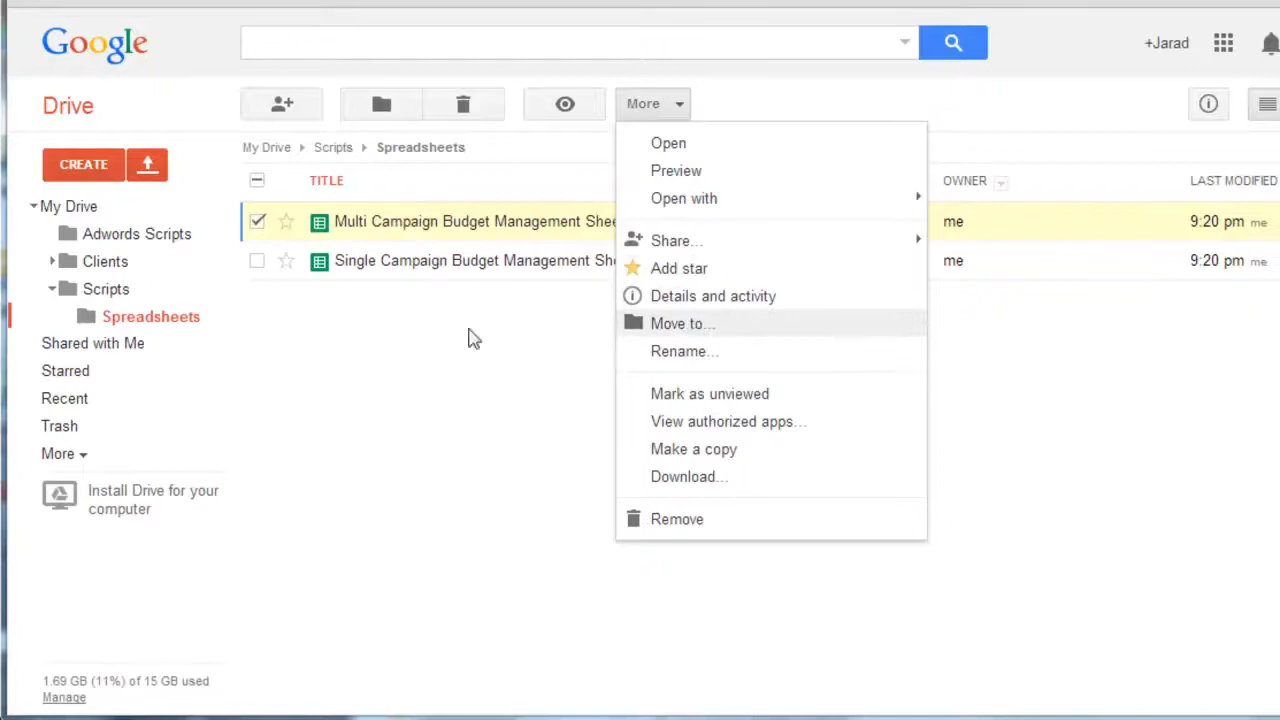 Google
+Jarad
Drive
More
My Drive Scripts Spreadsheets
CREATE
TITLE
OWNER
LAST MODIFIED
My Drive
Adwords Scripts
Clients
Scripts
Spreadsheets
Shared with Me
Starred
Recent
Trash
More
Install Drive for your
computer
1.69 GB (11%) of 15 GB used
Manage
Multi Campaign Budget Management Shee
me
9:20 pm me
Single Campaign Budget Management Sh
me
9:20 pm me
Open
Preview
Open with
Share...
Add star
Details and activity
Move to...
Rename...
Mark as unviewed
View authorized apps...
Make a copy
Download...
Remove